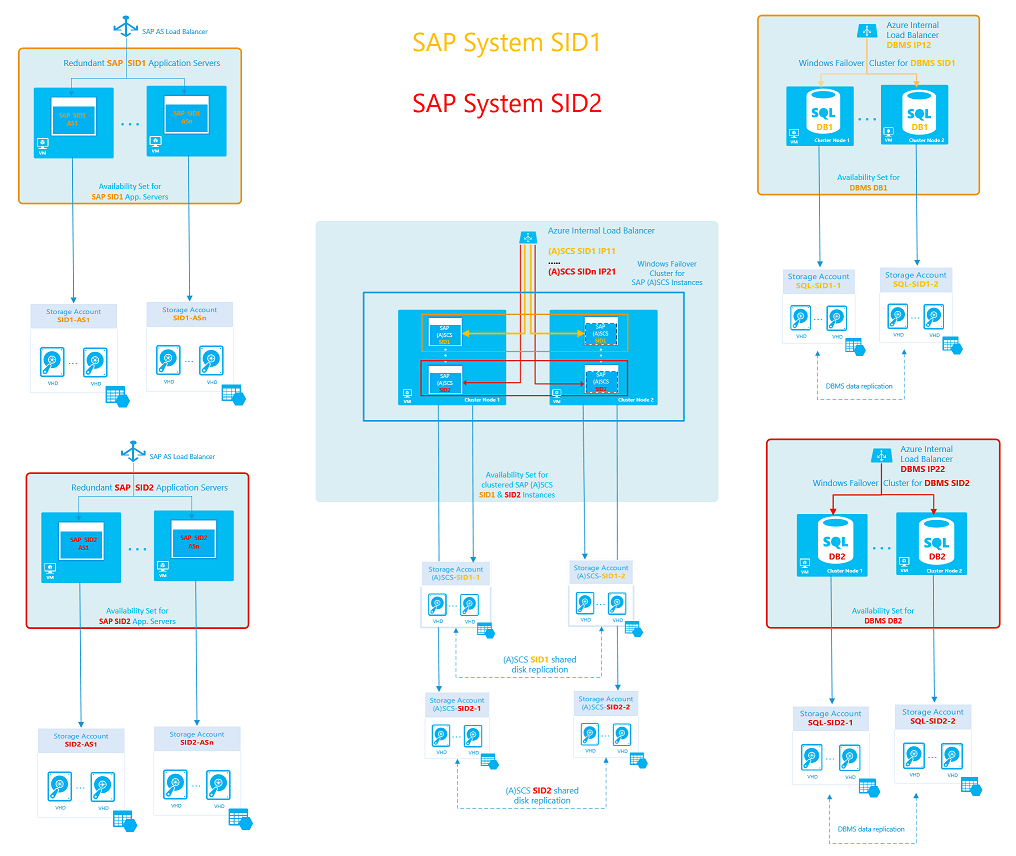 SAP System SID1
SAP System SID2
SAP AS Load Balancer
Redundant SAP SID1 Application Servers
SAP SID1
AS1
SAP SID1
ASn
...
VM
VM
Availability Set for
SAP SID1 App. Servers
Storage Account
SID1-AS1
...
VHD
VHD
Storage Account
SID1-ASn
...
VHD
VHD
SAP AS Load Balancer
Redundant SAP SID2 Application Servers
SAP SID2
AS1
SAP SID2
ASn
...
VM
VM
Availability Set for
SAP SID2 App. Servers
Storage Account
SID2-AS1
...
VHD
VHD
Storage Account
SID2-ASn
...
VHD
VHD
Azure Internal Load Balancer
(A)SCS SID1 IP11
.....
(A)SCS SIDn IP21
Windows Failover
Cluster for
SAP (A)SCS Instances
SAP
(A)SCS
SID1
SAP
(A)SCS
SID1
SAP
(A)SCS
SID2
SAP
(A)SCS
SID2
VM
Cluster Node 1
VM
Cluster Node 2
Availability Set for
clustered SAP (A)SCS
SID1 & SID2 Instances
Storage Account
(A)SCS-SID1-1
...
VHD
VHD
Storage Account
(A)SCS-SID1-2
...
VHD
VHD
(A)SCS SID1 shared
disk replication
Storage Account
(A)SCS-SID2-1
...
VHD
VHD
Storage Account
(A)SCS-SID2-2
...
VHD
VHD
(A)SCS SID2 shared
disk replication
Azure Internal
Load Balancer
DBMS IP12
Windows Failover Cluster for DBMS SID1
SQL
DB1
SQL
DB1
...
VM
Cluster Node 1
VM
Cluster Node 2
Availability Set for
DBMS DB1
Storage Account
SQL-SID1-1
...
VHD
VHD
Storage Account
SQL-SID1-2
...
VHD
VHD
DBMS data replication
Azure Internal
Load Balancer
DBMS IP22
Windows Failover Cluster for DBMS SID2
SQL
DB2
SQL
DB2
...
VM
Cluster Node 1
VM
Cluster Node 2
Availability Set for
DBMS DB2
Storage Account
SQL-SID2-1
...
VHD
VHD
Storage Account
SQL-SID2-2
...
VHD
VHD
DBMS data replication